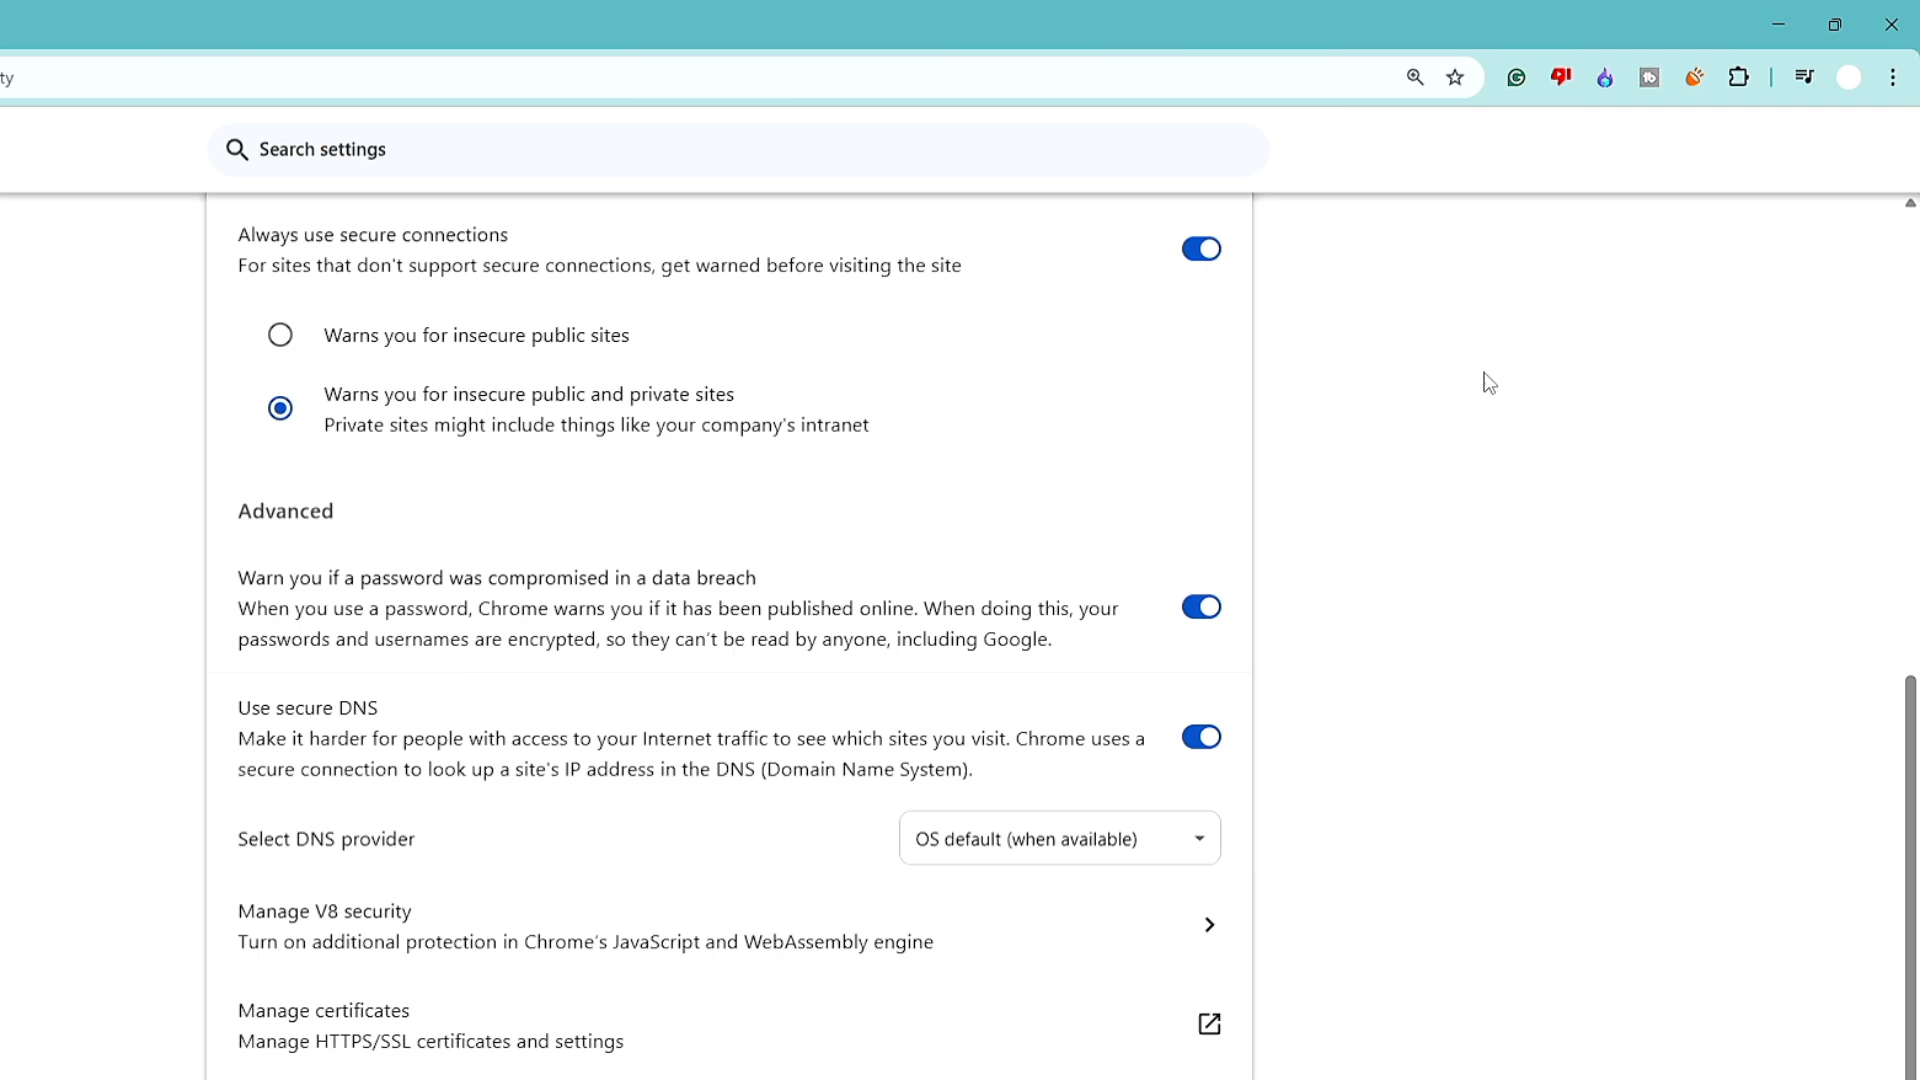 ty
Search settings
Always use secure connections
For sites that don't support secure connections, get warned before visiting the site
Warns you for insecure public sites
Warns you for insecure public and private sites
Private sites might include things like your company's intranet
Advanced
Warn you if a password was compromised in a data breach
When you use a password, Chrome warns you if it has been published online. When doing this, your
passwords and usernames are encrypted, so they can't be read by anyone, including Google.
Use secure DNS
Make it harder for people with access to your Internet traffic to see which sites you visit. Chrome uses a
secure connection to look up a site's IP address in the DNS (Domain Name System).
Select DNS provider
OS default (when available)
Manage V8 security
Turn on additional protection in Chrome's JavaScript and WebAssembly engine
Manage certificates
Manage HTTPS/SSL certificates and settings